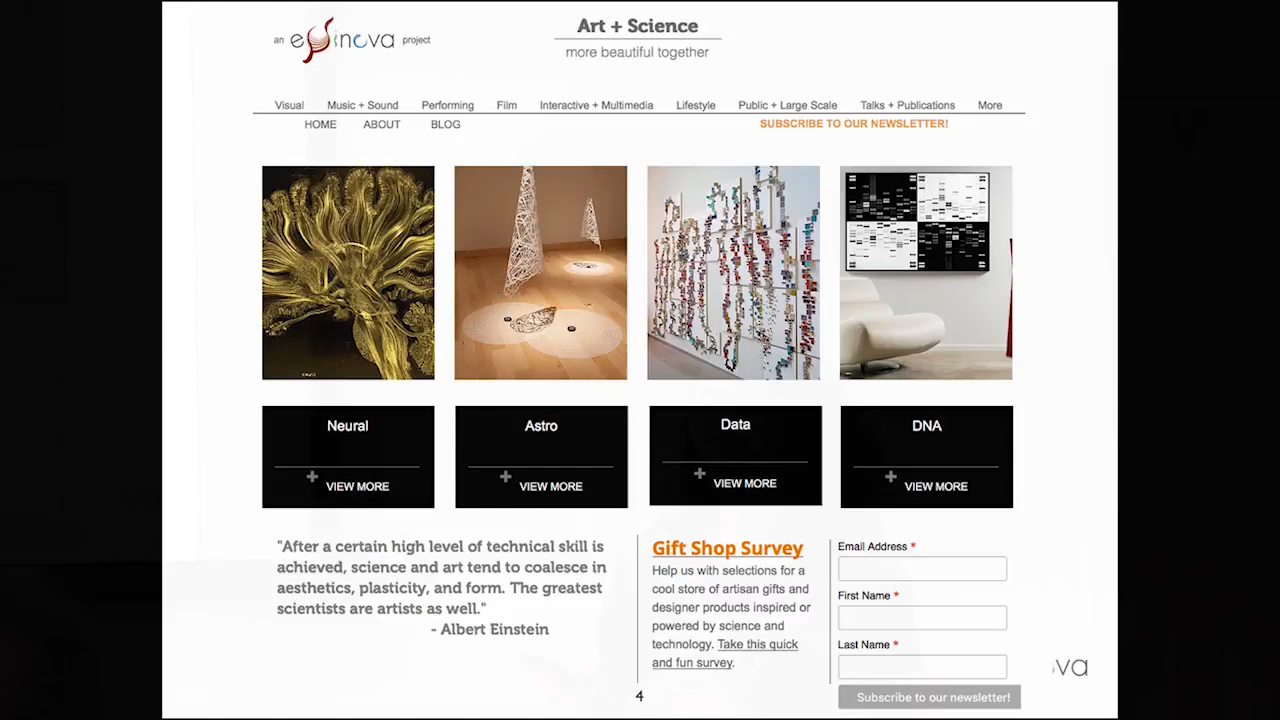 an eψinova project
Art + Science
more beautiful together
Visual Music + Sound Performing Film Interactive + Multimedia Lifestyle Public + Large Scale Talks + Publications More
HOME ABOUT BLOG SUBSCRIBE TO OUR NEWSLETTER!
Neural
VIEW MORE
Astro
VIEW MORE
Data
VIEW MORE
DNA
VIEW MORE
"After a certain high level of technical skill is
achieved, science and art tend to coalesce in
aesthetics, plasticity, and form. The greatest
scientists are artists as well."
- Albert Einstein
Gift Shop Survey
Help us with selections for a
cool store of artisan gifts and
designer products inspired or
powered by science and
technology. Take this quick
and fun survey.
Email Address *
First Name *
Last Name *
Subscribe to our newsletter!
va
4